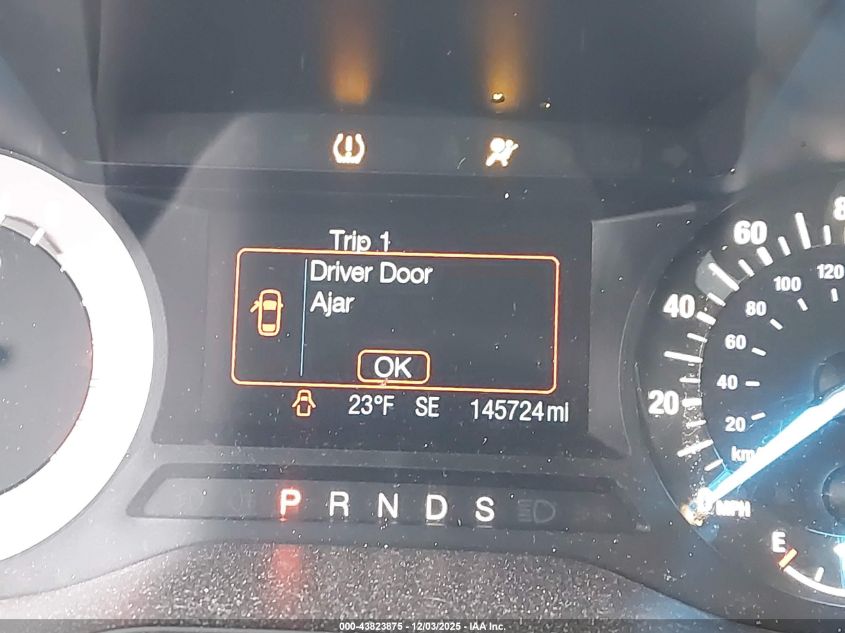 Trip 1
Driver Door
Ajar
OK
23°F SE 145724 mi
P R N D S
60
40
20
0
MPH
120
100
80
60
40
20
E
000-43823875 - 12/03/2025 - IAA Inc.